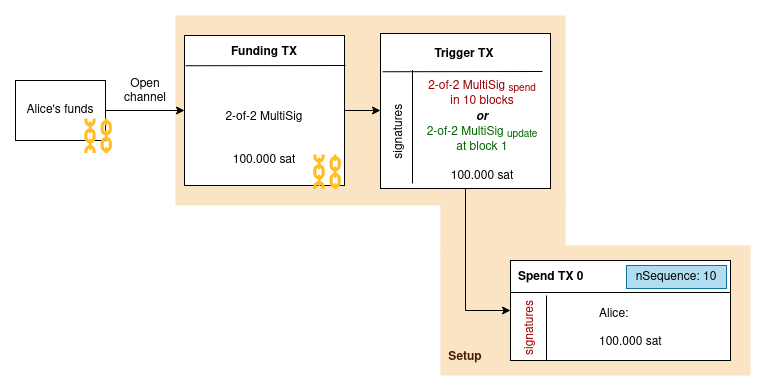 Alice's funds
Open
channel
Funding TX
2-of-2 MultiSig
100.000 sat
Trigger TX
signatures
2-of-2 MultiSig spend
in 10 blocks
or
2-of-2 MultiSig update
at block 1
100.000 sat
Spend TX 0
nSequence: 10
signatures
Alice:
100.000 sat
Setup